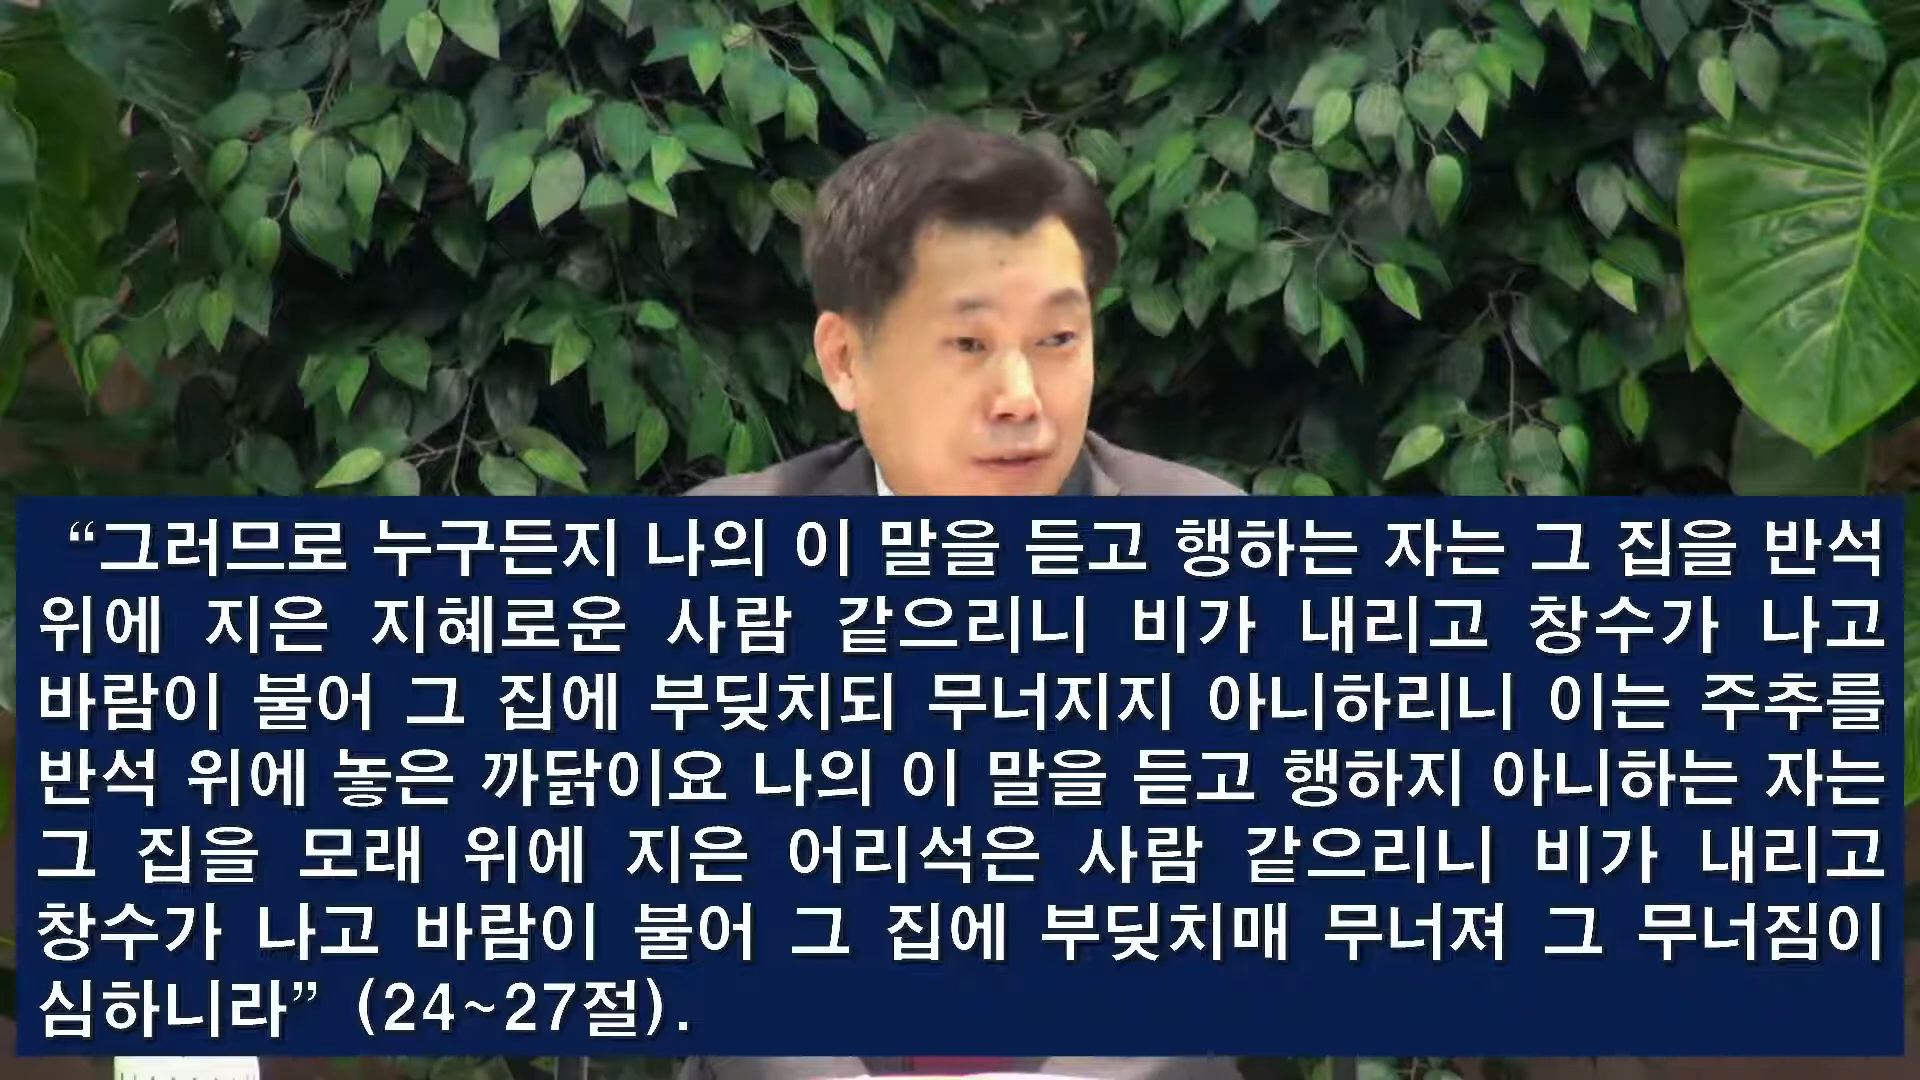 “그러므로 누구든지 나의 이 말을 듣고 행하는 자는 그 집을 반석
위에 지은 지혜로운 사람 같으리니 비가 내리고 창수가 나고
바람이 불어 그 집에 부딪치되 무너지지 아니하리니 이는 주추를
반석 위에 놓은 까닭이요 나의 이 말을 듣고 행하지 아니하는 자는
그 집을 모래 위에 지은 어리석은 사람 같으리니 비가 내리고
창수가 나고 바람이 불어 그 집에 부딪치매 무너져 그 무너짐이
심하니라” (24~27절).